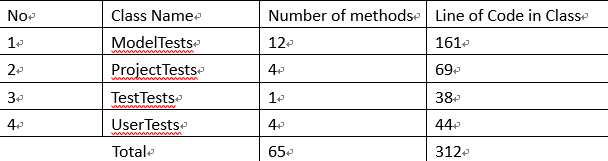 No Class Name Number of methods Line of Code in Class
1 ModelTests 12 161
2 ProjectTests 4 69
3 TestTests 1 38
4 UserTests 4 44
Total 65 312